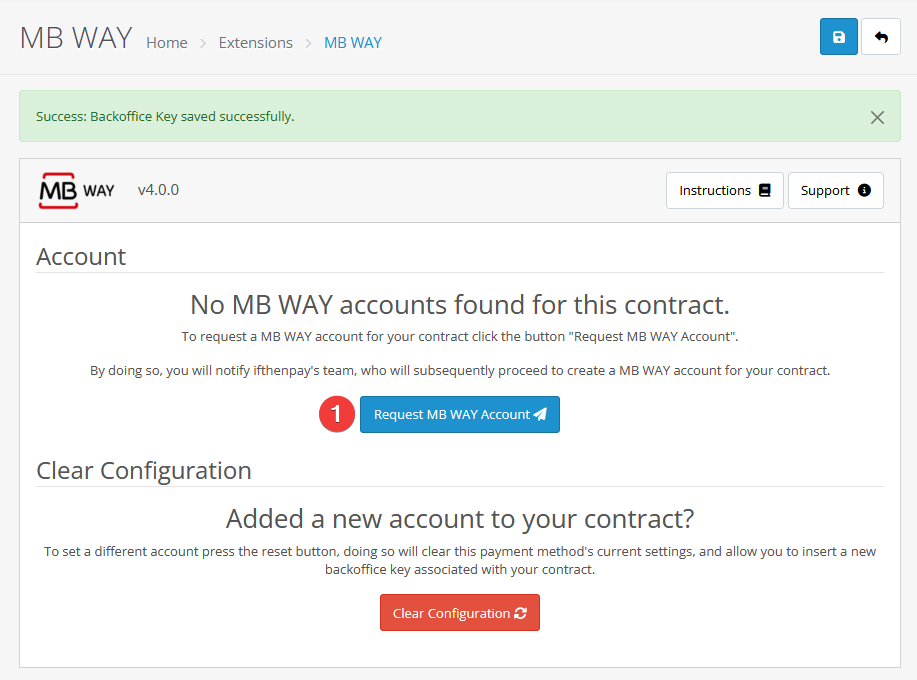 MB WAY Home > Extensions > MB WAY
Success: Backoffice Key saved successfully.
MB WAY v4.0.0 Instructions Support
Account
No MB WAY accounts found for this contract.
To request a MB WAY account for your contract click the button "Request MB WAY Account".
By doing so, you will notify ifthenpay's team, who will subsequently proceed to create a MB WAY account for your contract.
1 Request MB WAY Account
Clear Configuration
Added a new account to your contract?
To set a different account press the reset button, doing so will clear this payment method's current settings, and allow you to insert a new
backoffice key associated with your contract.
Clear Configuration